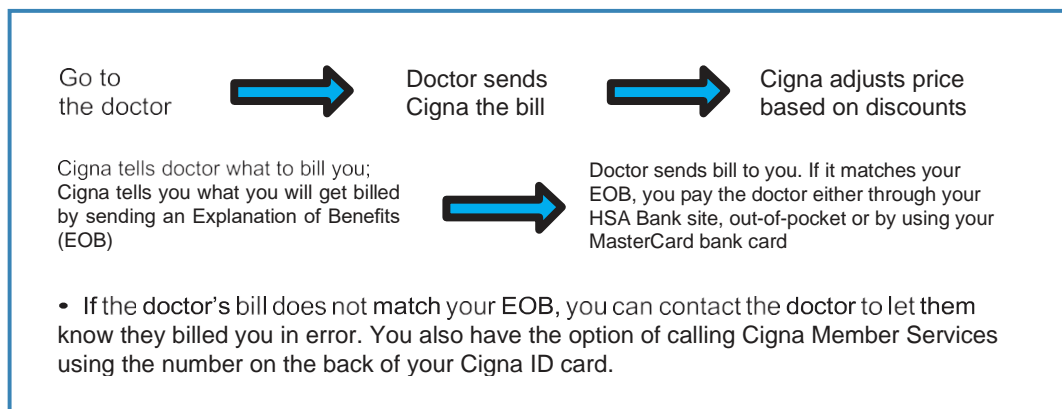 Go to
the doctor
Doctor sends
Cigna the bill
Cigna adjusts price
based on discounts
Cigna tells doctor what to bill you;
Cigna tells you what you will get billed
by sending an Explanation of Benefits
(EOB)
Doctor sends bill to you. If it matches your
EOB, you pay the doctor either through your
HSA Bank site, out-of-pocket or by using your
MasterCard bank card
• If the doctor’s bill does not match your EOB, you can contact the doctor to let them
know they billed you in error. You also have the option of calling Cigna Member Services
using the number on the back of your Cigna ID card.